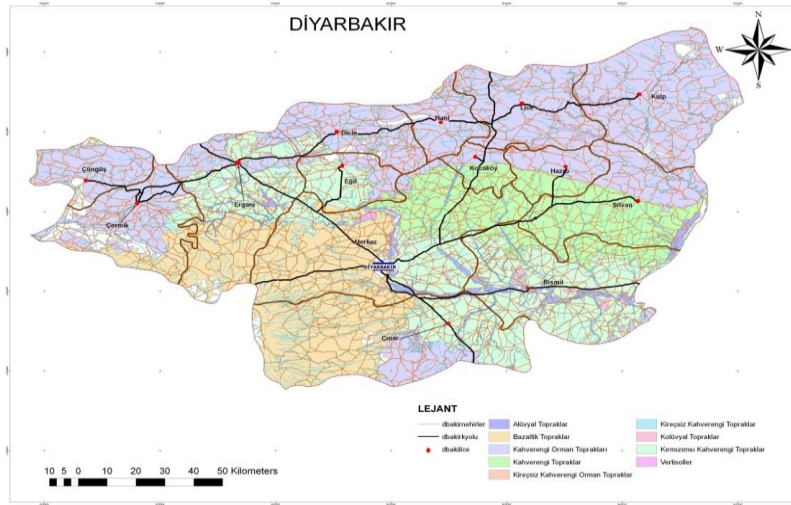 DİYARBAKIR
N
W
E
S
Kulp
Lice
Hani
Dicle
Çüngüş
Kocaköy
Hazro
Eğil
Ergani
Silvan
Çermik
Merkez
DİYARBAKIR
Bismil
Çınar
LEJANT
dbakirnehirler
dbakirkyolu
dbakilce
Alüvyal Topraklar
Bazaltik Topraklar
Kahverengi Orman Toprakları
Kahverengi Topraklar
Kireçsiz Kahverengi Orman Topraklar
Kireçsiz Kahverengi Topraklar
Kolüvyal Topraklar
Kırmızımsı Kahverengi Topraklar
Vertisoller
10 5 0 10 20 30 40 50 Kilometers